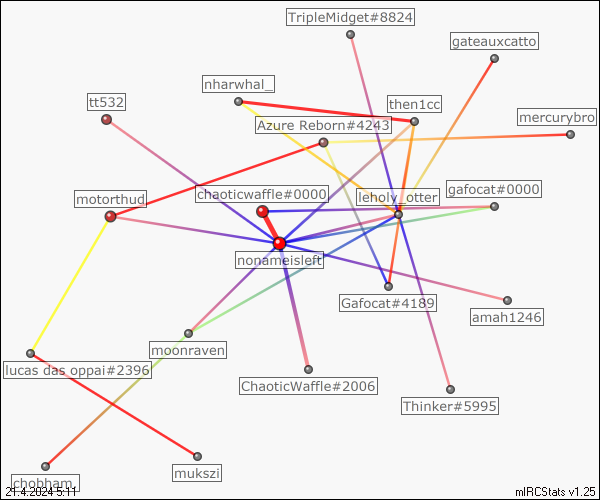 TripleMidget#8824
gateauxcatto
nharwhal_
tt532
then1cc
mercurybro
Azure Reborn#4243
gafocat#0000
chaoticwaffle#0000
leholy_otter
motorthud
nonameisleft
Gafocat#4189
amah1246
moonraven
lucas das oppai#2396
ChaoticWaffle#2006
Thinker#5995
mukszi
chobham_
21.4.2024 5:11
mIRCStats v1.25